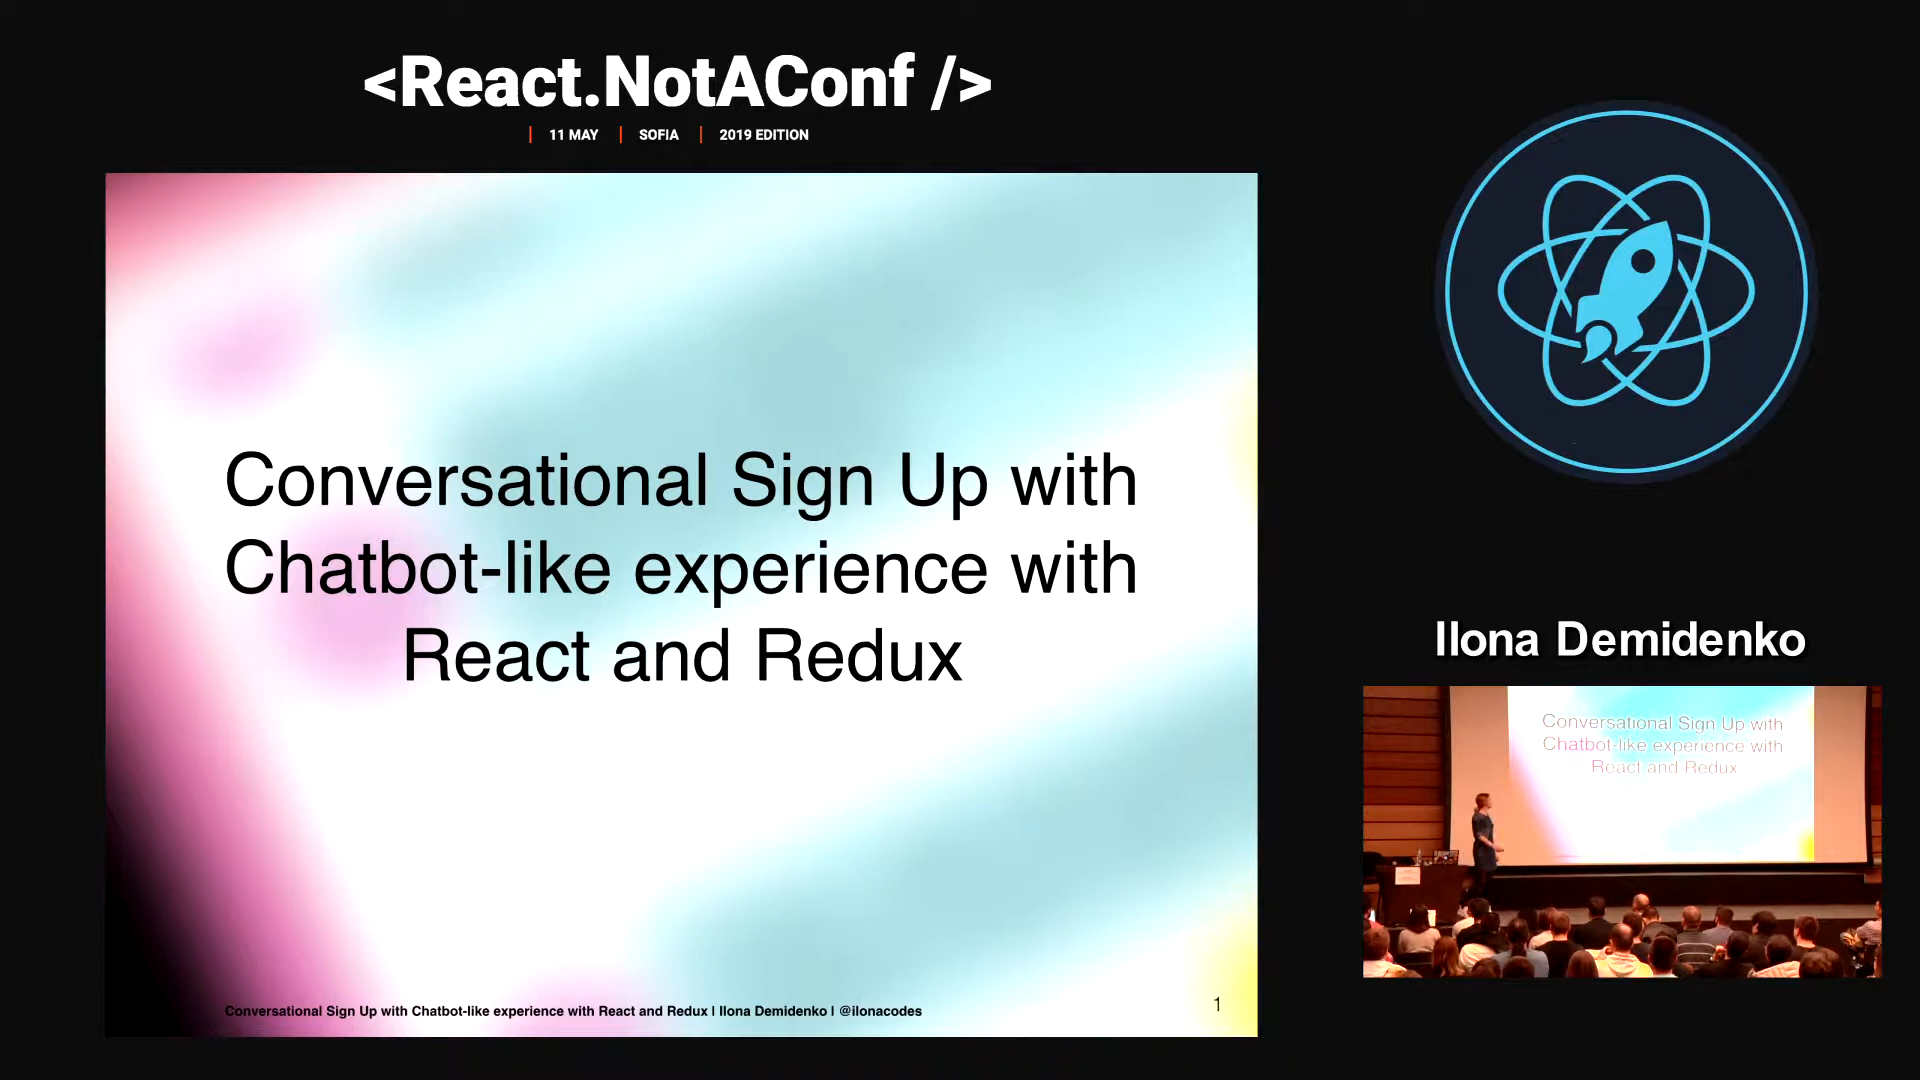 <React.NotAConf />
| 11 MAY | SOFIA | 2019 EDITION
Conversational Sign Up with
Chatbot-like experience with
React and Redux
Conversational Sign Up with Chatbot-like experience with React and Redux | Ilona Demidenko | @ilonacodes
1
Ilona Demidenko
Conversational Sign Up with
Chatbot-like experience with
React and Redux